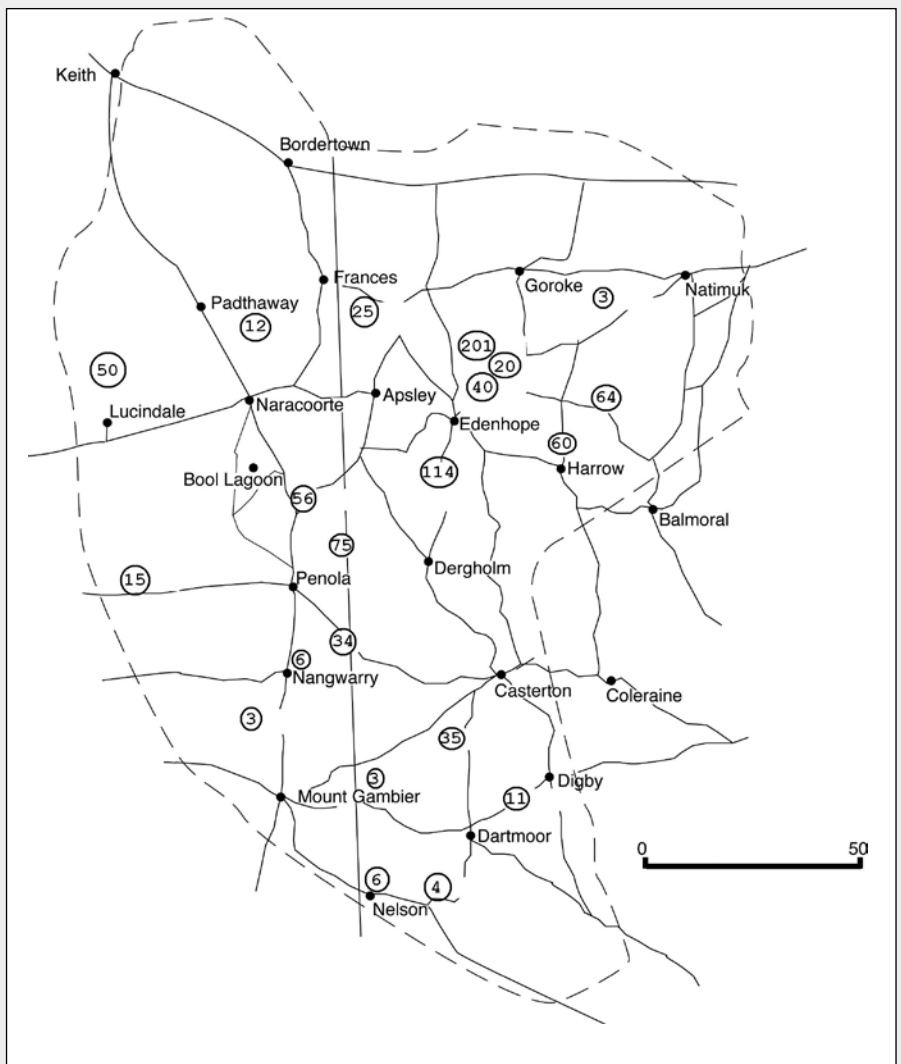 Keith
Bordertown
Frances
Goroke
Natimuk
3
Padthaway
25
12
201
20
50
40
Apsley
64
Naracoorte
Lucindale
Edenhope
60
114
Harrow
Bool Lagoon
56
Balmoral
75
Dergholm
15
Penola
34
6
Nangwarry
Casterton
Coleraine
3
35
3
Digby
Mount Gambier
11
Dartmoor
0 50
6
4
Nelson